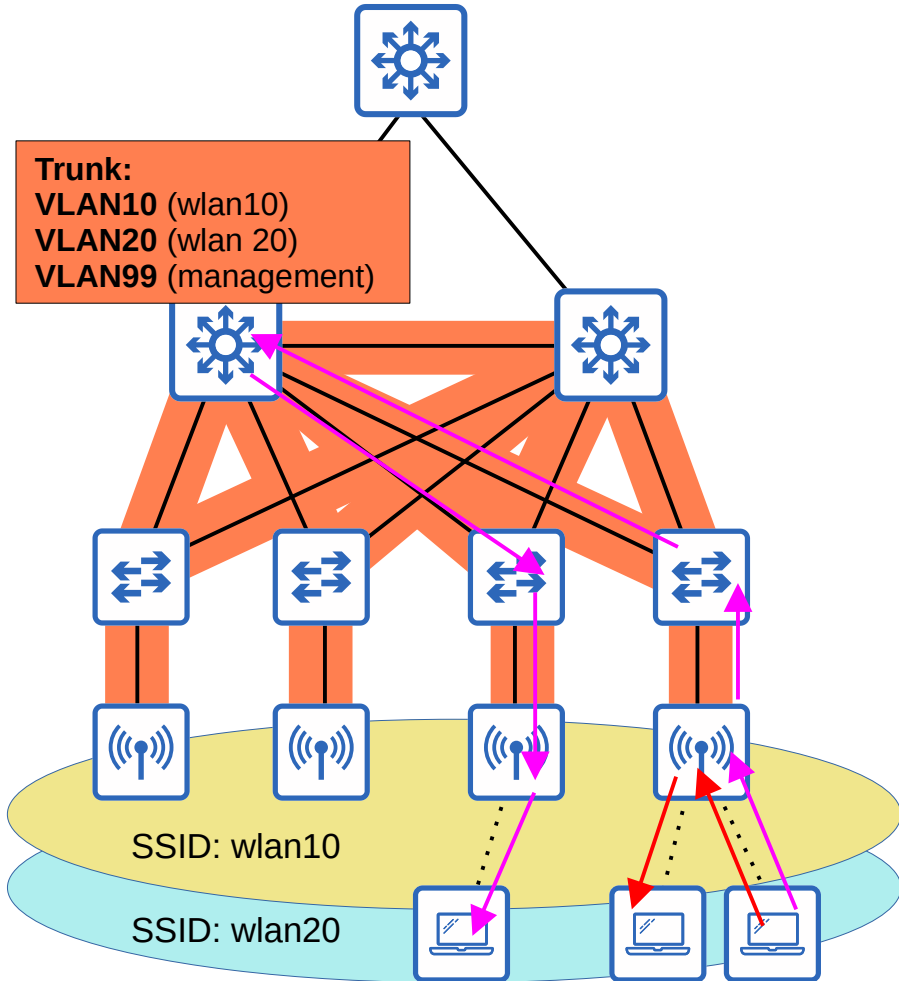 Trunk:
VLAN10 (wlan10)
VLAN20 (wlan 20)
VLAN99 (management)
SSID: wlan10
SSID: wlan20